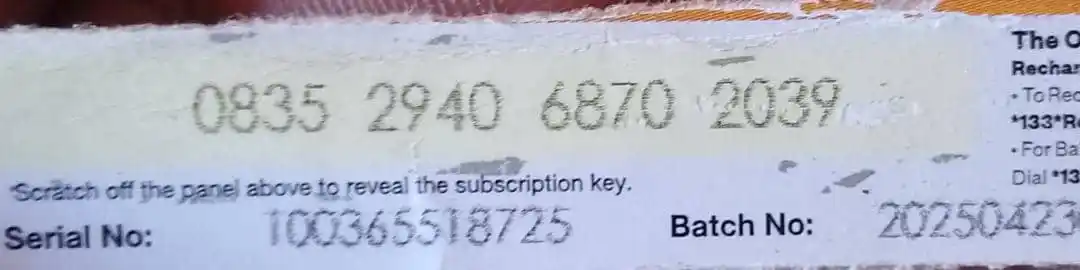 0835 2940 6870 2039
Scratch off the panel above to reveal the subscription key.
Serial No: 100365518725
Batch No: 20250423
The O
Rechar
• To Rec
*133*R
• For Ba
Dial *13